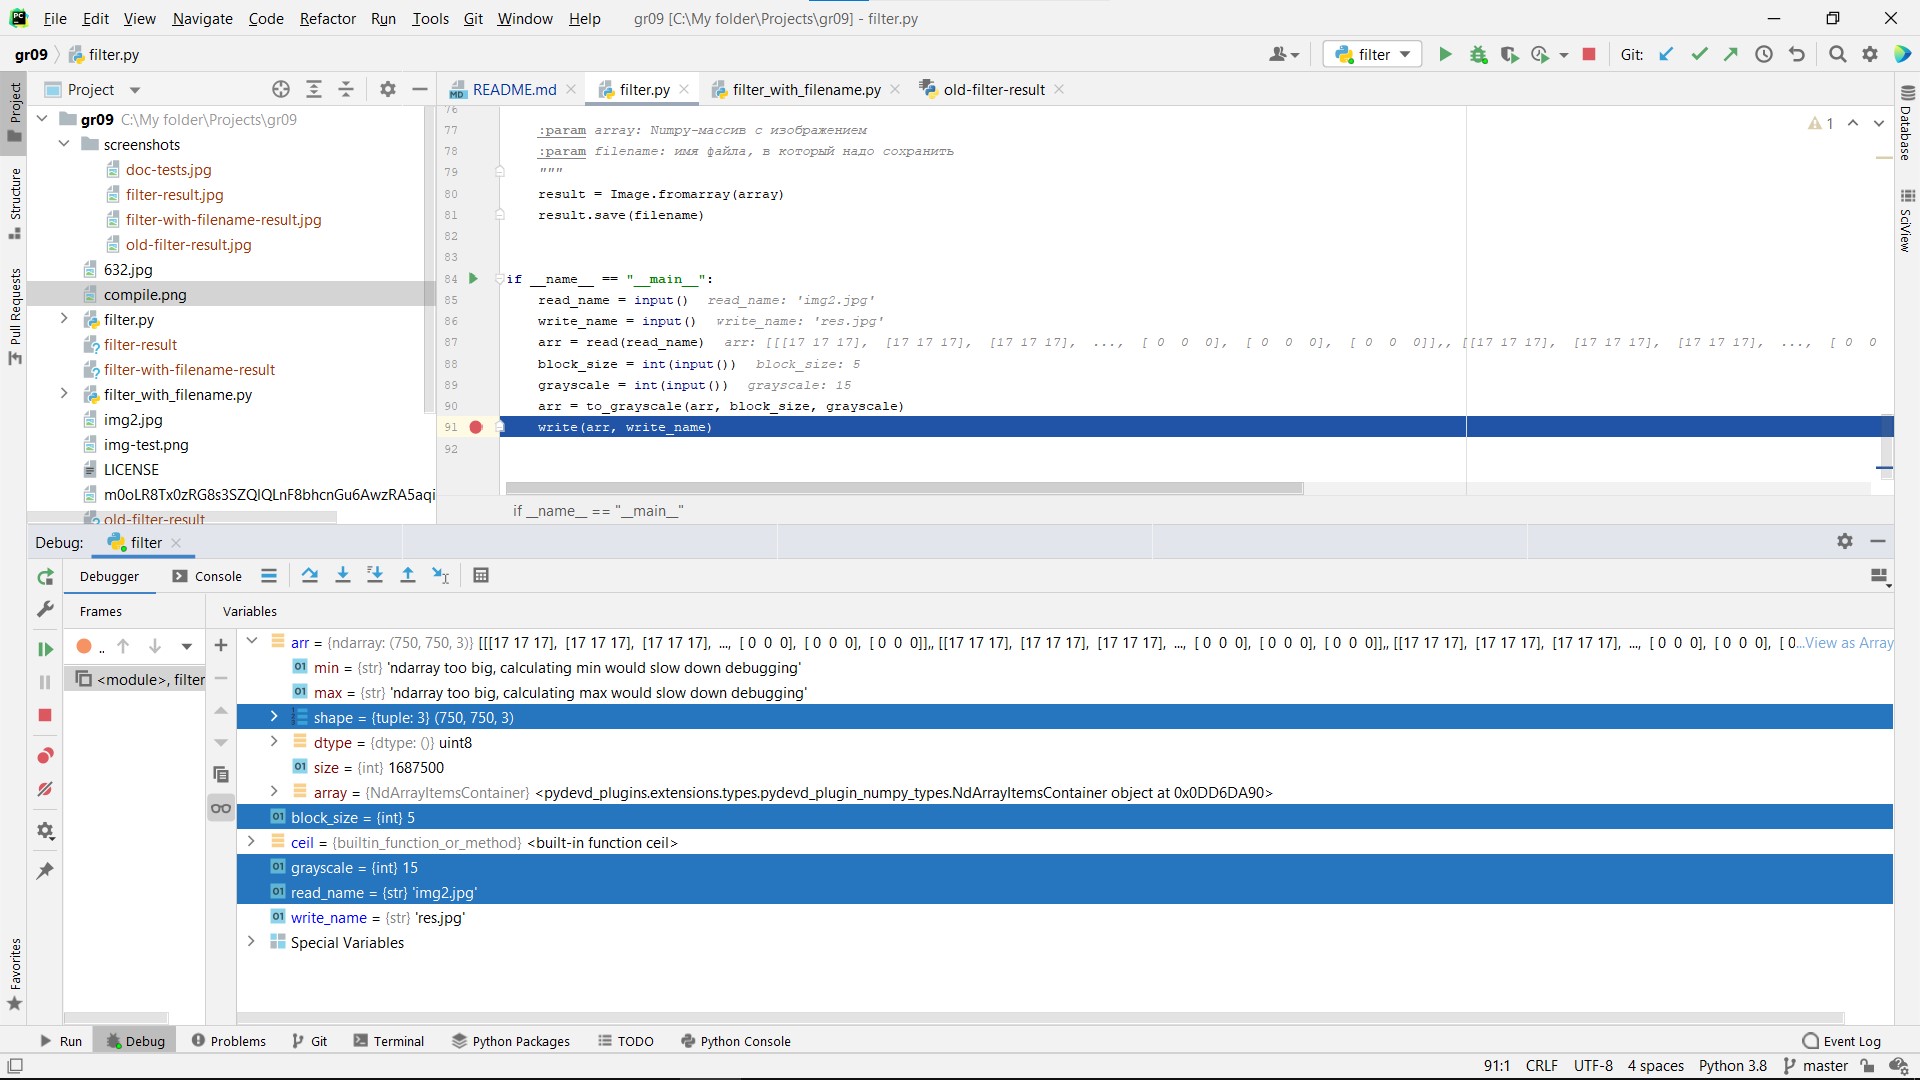 File Edit View Navigate Code Refactor Run Tools Git Window Help gr09 [C:\My folder\Projects\gr09] - filter.py
gr09 filter.py
filter Git:
Project
README.md filter.py filter_with_filename.py old-filter-result
gr09 C:\My folder\Projects\gr09
screenshots
doc-tests.jpg
filter-result.jpg
filter-with-filename-result.jpg
old-filter-result.jpg
632.jpg
compile.png
filter.py
filter-result
filter-with-filename-result
filter_with_filename.py
img2.jpg
img-test.png
LICENSE
old-filter-result
Project
Structure
Pull Requests
Favorites
76
77 :param array: Numpy-массив с изображением
78 :param filename: имя файла, в который надо сохранить
79 """
80 result = Image.fromarray(array)
81 result.save(filename)
82
83
84 if __name__ == "__main__":
85 read_name = input() read_name: 'img2.jpg'
86 write_name = input() write_name: 'res.jpg'
87 arr = read(read_name) arr: [[[17 17 17], [17 17 17], [17 17 17], ..., [ 0 0 0], [ 0 0 0], [ 0 0 0]],, [[17 17 17], [17 17 17], [17 17 17], ..., [ 0 0
88 block_size = int(input()) block_size: 5
89 grayscale = int(input()) grayscale: 15
90 arr = to_grayscale(arr, block_size, grayscale)
91 write(arr, write_name)
92
1
if __name__ == "__main__"
Database
SciView
Debug: filter
Debugger Console
Frames Variables
<module>, filter
arr = {ndarray: (750, 750, 3)} [[[17 17 17], [17 17 17], [17 17 17], ..., [ 0 0 0], [ 0 0 0], [ 0 0 0]],, [[17 17 17], [17 17 17], [17 17 17], ..., [ 0 0 0], [ 0 0 0], [ 0 0 0]],, [[17 17 17], [17 17 17], [17 17 17], ..., [ 0 0 0], [ 0 0 0], [ 0...View as Array
min = {str} 'ndarray too big, calculating min would slow down debugging'
max = {str} 'ndarray too big, calculating max would slow down debugging'
shape = {tuple: 3} (750, 750, 3)
dtype = {dtype: ()} uint8
size = {int} 1687500
array = {NdArrayItemsContainer} <pydevd_plugins.extensions.types.pydevd_plugin_numpy_types.NdArrayItemsContainer object at 0x0DD6DA90>
block_size = {int} 5
ceil = {builtin_function_or_method} <built-in function ceil>
grayscale = {int} 15
read_name = {str} 'img2.jpg'
write_name = {str} 'res.jpg'
Special Variables
Run Debug Problems Git Terminal Python Packages TODO Python Console Event Log
91:1 CRLF UTF-8 4 spaces Python 3.8 master